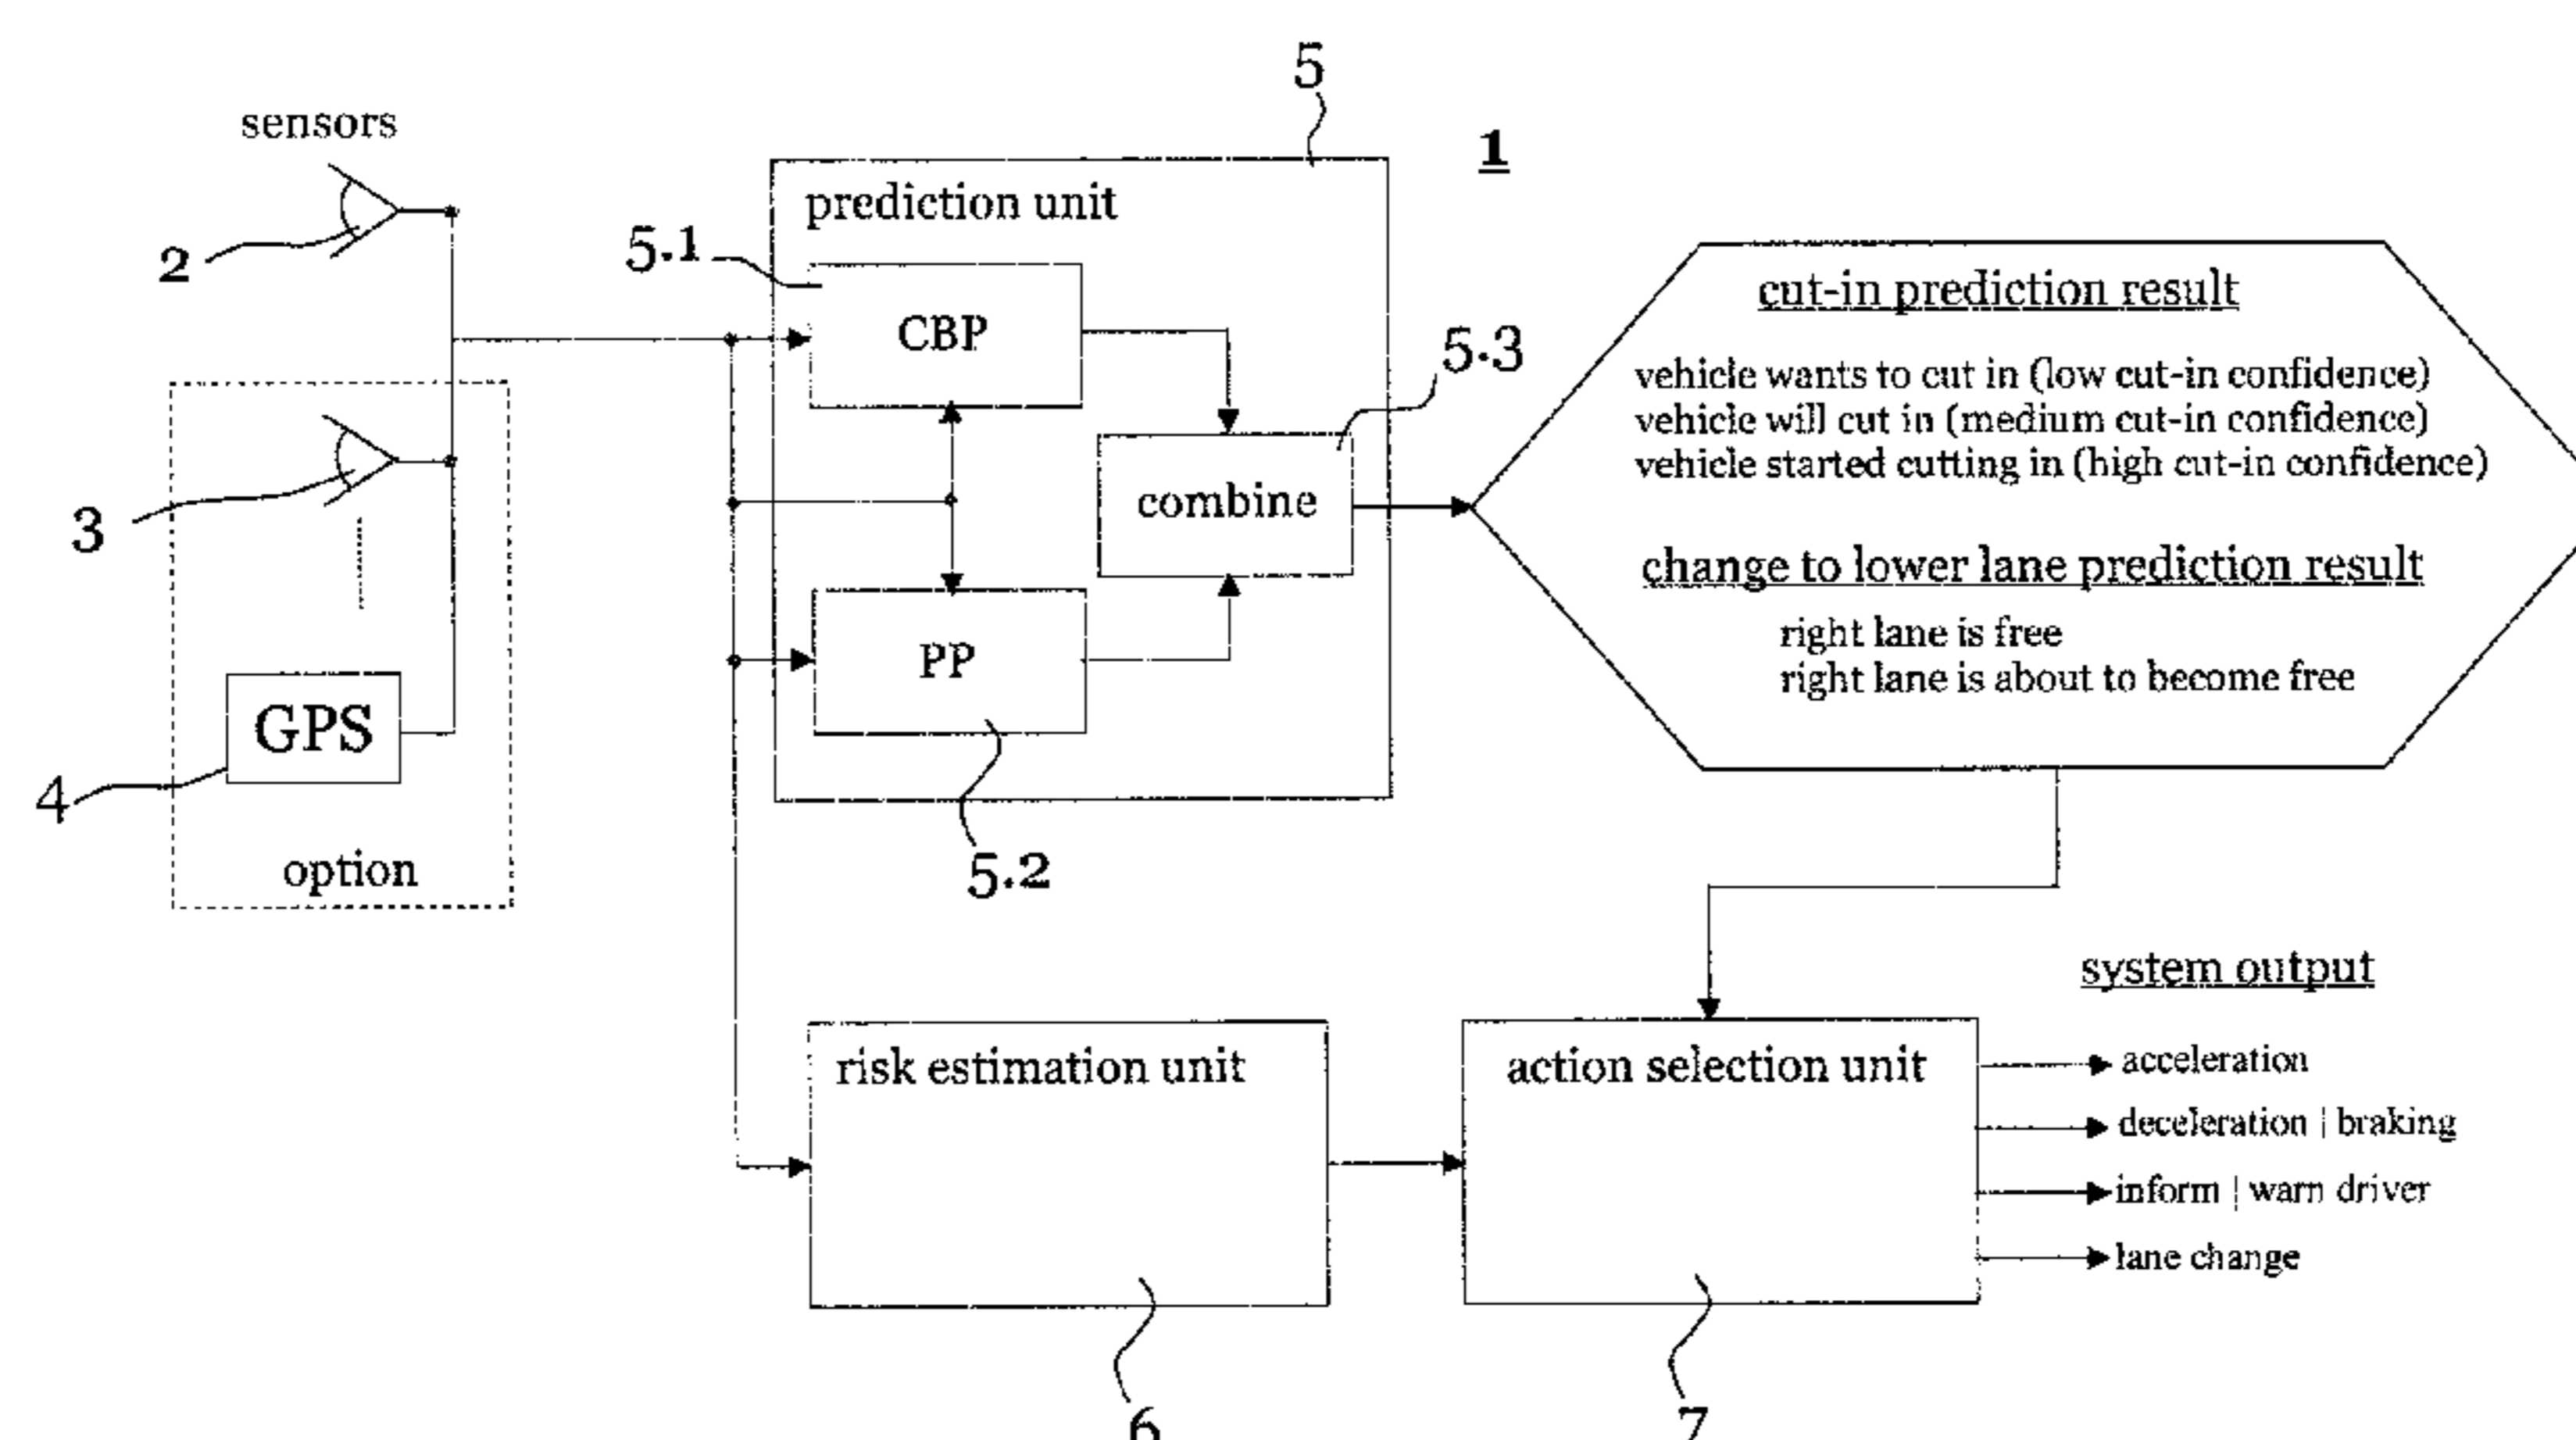 5
sensors
1
prediction unit
2
5.1
CBP
cut-in prediction result
5.3
vehicle wants to cut in (low cut-in confidence)
vehicle will cut in (medium cut-in confidence)
vehicle started cutting in (high cut-in confidence)
3
combine
change to lower lane prediction result
right lane is free
right lane is about to become free
PP
GPS
4
option
5.2
system output
risk estimation unit
action selection unit
acceleration
deceleration | braking
inform | warn driver
lane change
6
7